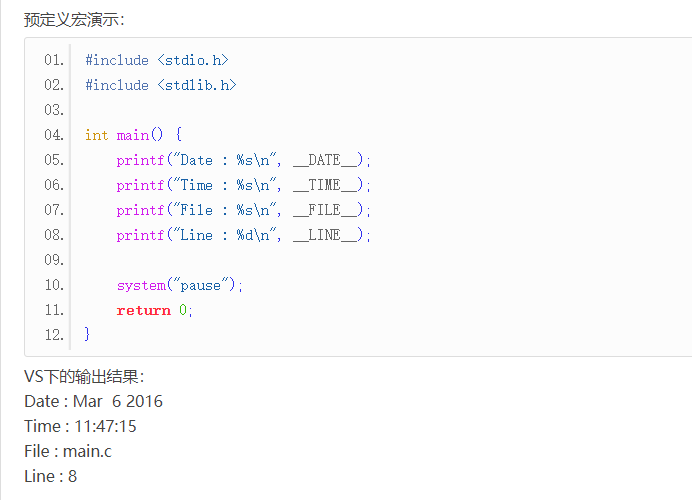 预定义宏演示：
01. #include <stdio.h>
02. #include <stdlib.h>
03.
04. int main() {
05.     printf("Date : %s\n", __DATE__);
06.     printf("Time : %s\n", __TIME__);
07.     printf("File : %s\n", __FILE__);
08.     printf("Line : %d\n", __LINE__);
09.
10.     system("pause");
11.     return 0;
12. }
VS下的输出结果：
Date : Mar  6 2016
Time : 11:47:15
File : main.c
Line : 8